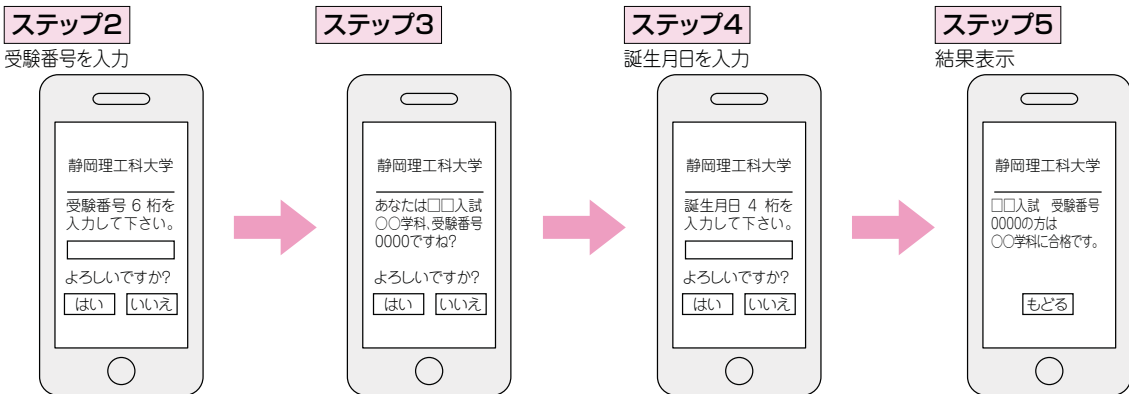 ステップ2
受験番号を入力
静岡理工科大学
受験番号 6 桁を
入力して下さい。
よろしいですか?
はい いいえ
ステップ3
静岡理工科大学
あなたは□□入試
○○学科、受験番号
0000ですね?
よろしいですか?
はい いいえ
ステップ4
誕生月日を入力
静岡理工科大学
誕生月日 4 桁を
入力して下さい。
よろしいですか?
はい いいえ
ステップ5
結果表示
静岡理工科大学
□□入試 受験番号
0000の方は
○○学科に合格です。
もどる